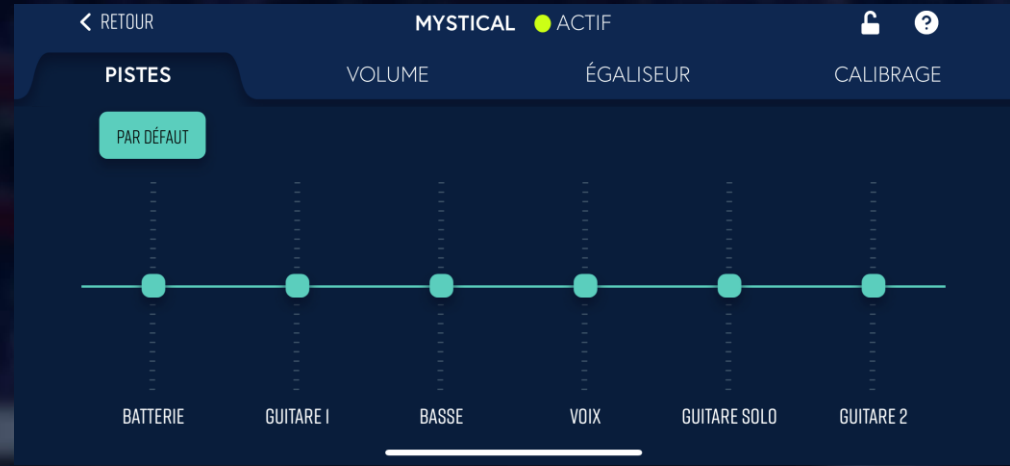 RETOUR MYSTICAL ACTIF ?
PISTES VOLUME ÉGALISEUR CALIBRAGE
PAR DÉFAUT
BATTERIE GUITARE 1 BASSE VOIX GUITARE SOLO GUITARE 2